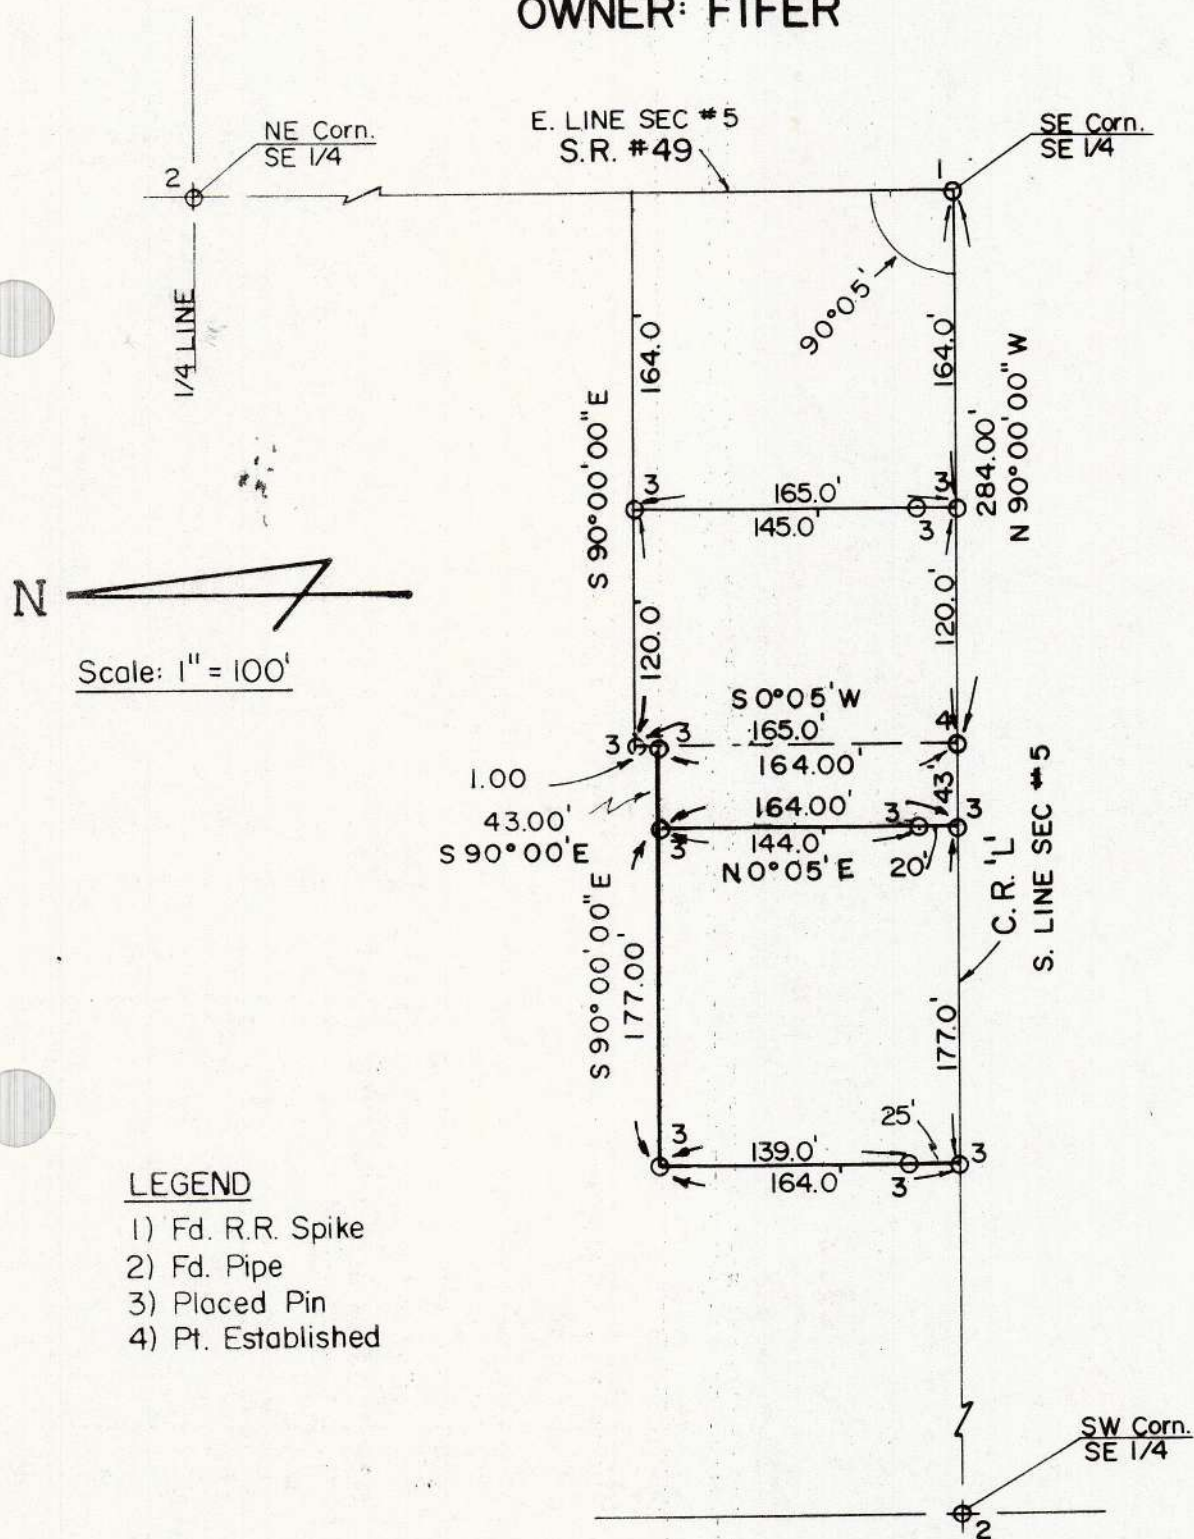 OWNER: FIFER
NE Corn.
SE 1/4
E. LINE SEC #5
S.R. #49
SE Corn.
SE 1/4
2
1
1/4 LINE
90°05'
164.0'
164.0'
S 90°00'00"E
284.00'
N 90°00'00"W
3
165.0'
145.0'
3
3
N
Scale: 1" = 100'
120.0'
120.0'
S 0°05'W
165.0'
164.00'
3
3
4
1.00
43.00'
S 90°00'E
43'
164.00'
144.0'
N 0°05'E
3
3
3
20'
C.R. 'L'
S. LINE SEC #5
S 90°00'00"E
177.00'
177.0'
25'
3
139.0'
164.0'
3
3
LEGEND
1) Fd. R.R. Spike
2) Fd. Pipe
3) Placed Pin
4) Pt. Established
SW Corn.
SE 1/4
2